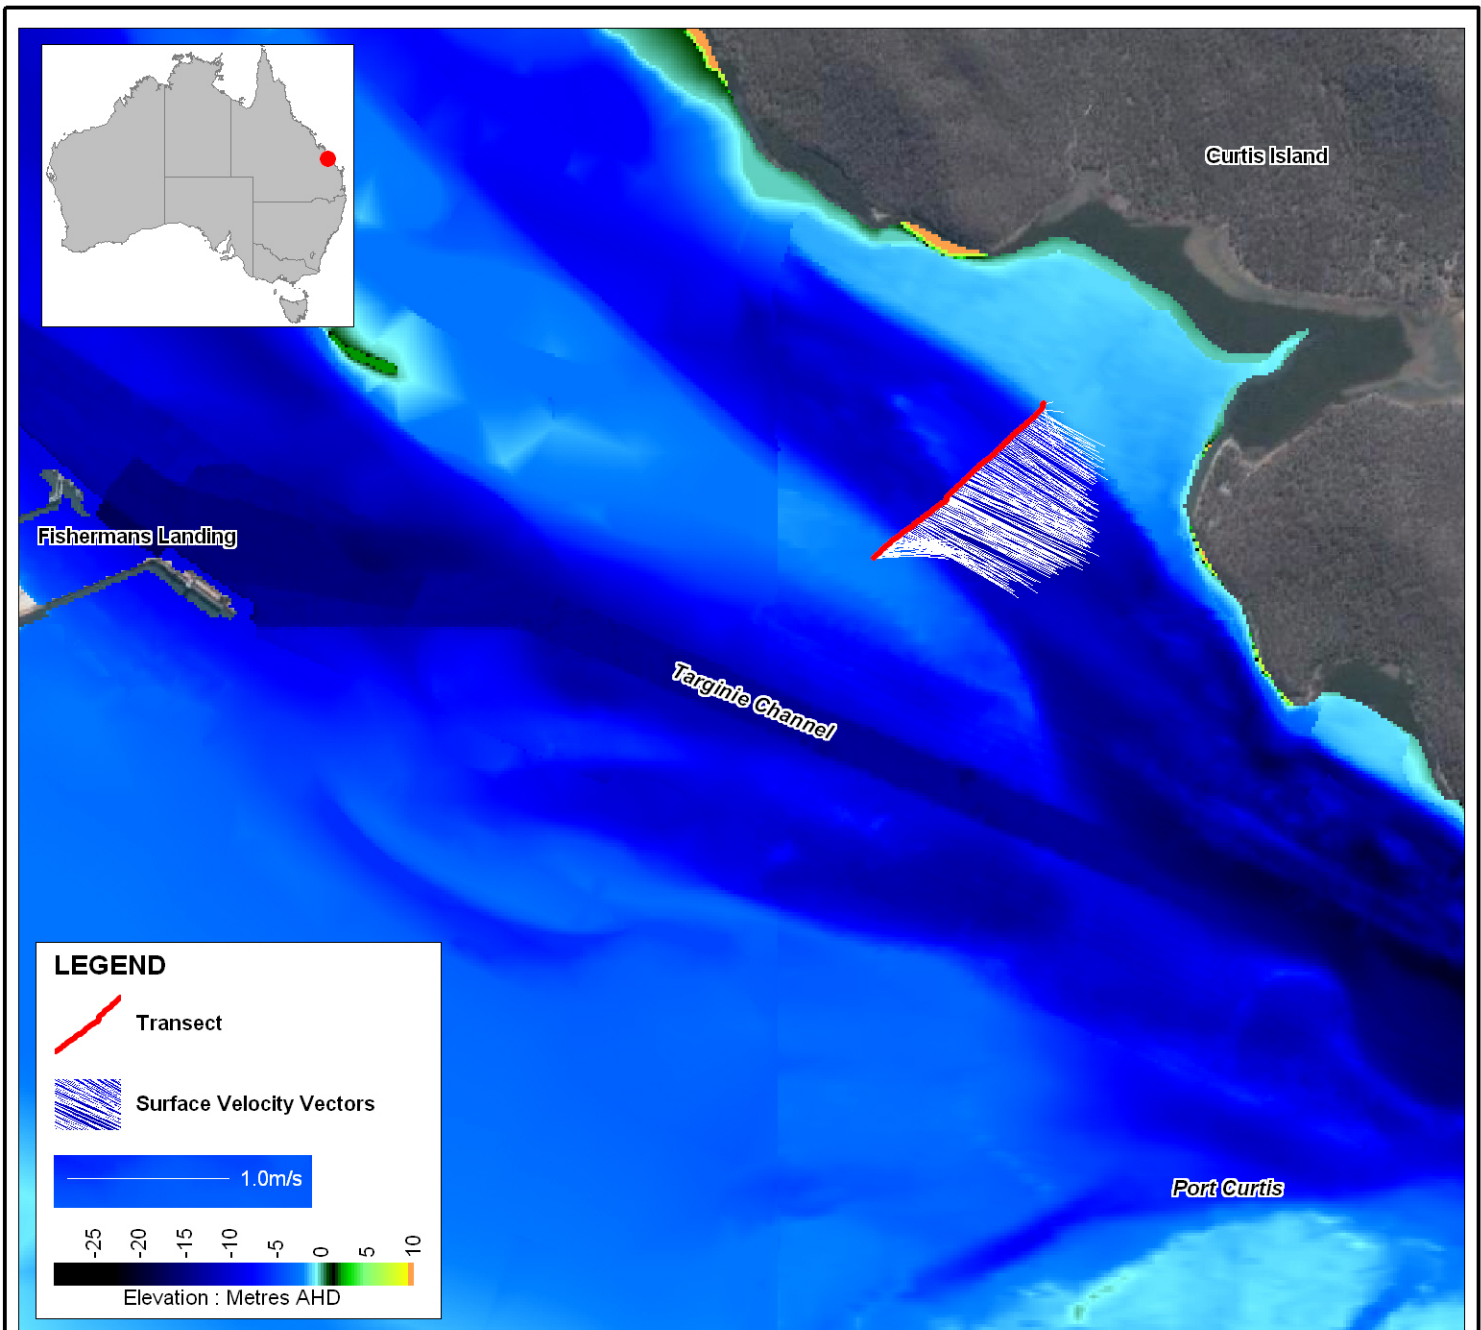 Curtis Island
Fishermans Landing
Targinie Channel
LEGEND
Transect
Surface Velocity Vectors
1.0m/s
-25 -20 -15 -10 -5 0 5 10
Elevation : Metres AHD
Port Curtis